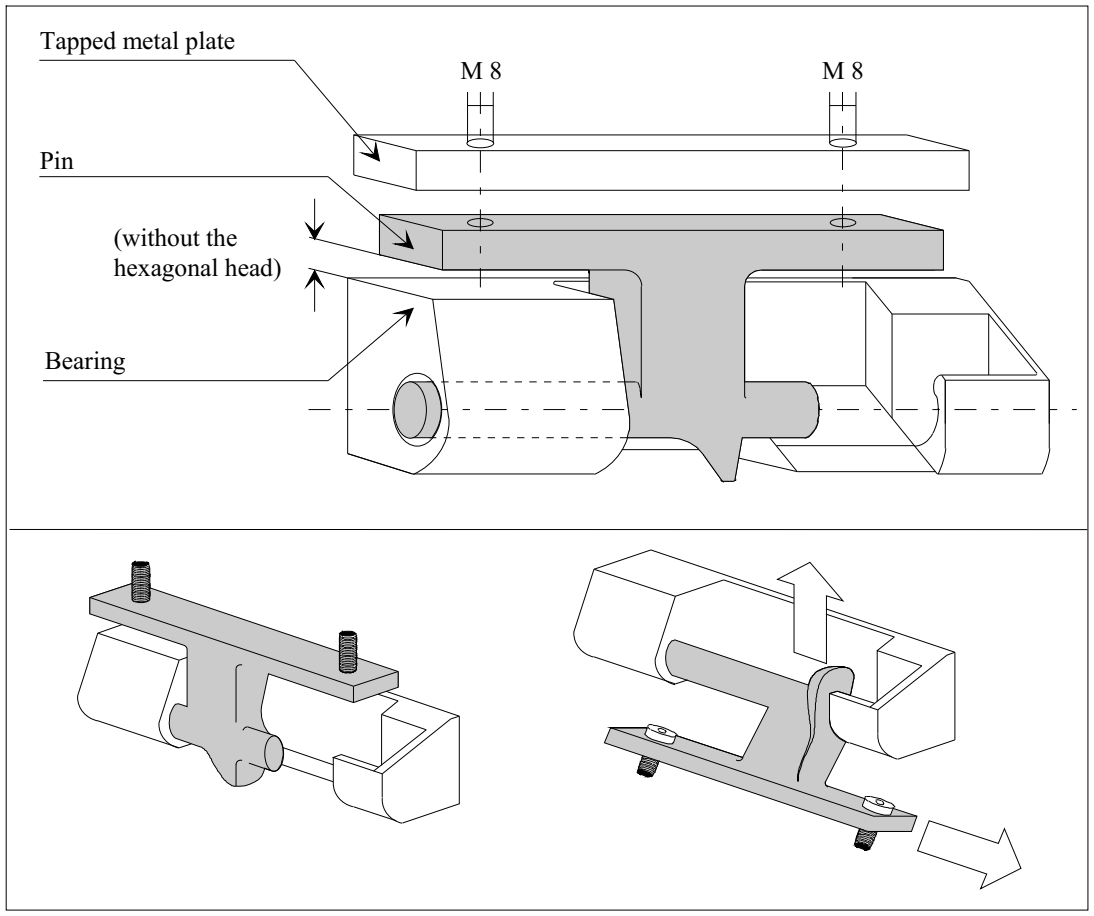 Tapped metal plate
M 8
M 8
Pin
(without the
hexagonal head)
Bearing